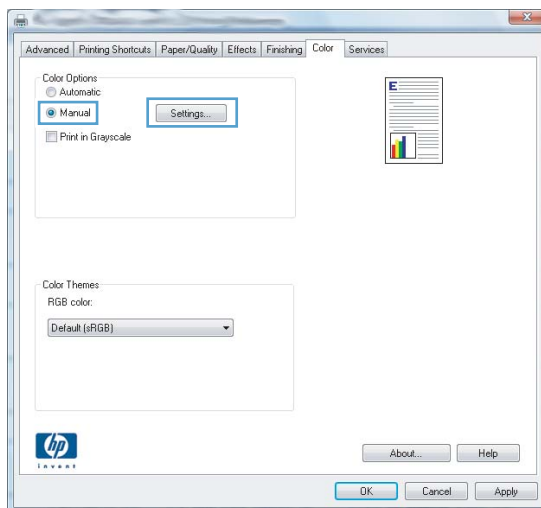 Advanced Printing Shortcuts Paper/Quality Effects Finishing Color Services
Color Options
Automatic
Manual
Settings...
Print in Grayscale
E
Color Themes
RGB color:
Default (sRGB)
hp
invent
About...
Help
OK
Cancel
Apply